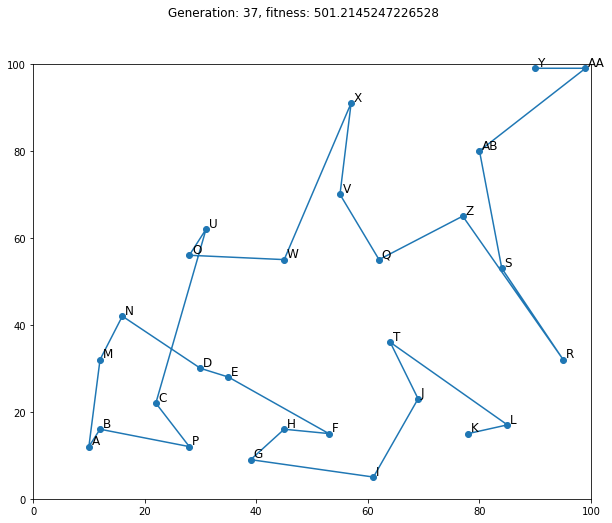 Generation: 37, fitness: 501.2145247226528
100
Y
AA
X
80
AB
V
Z
U
60
O
W
Q
S
N
40
T
M
R
D
E
J
C
20
B
H
F
L
K
A
P
G
I
0
0
20
40
60
80
100